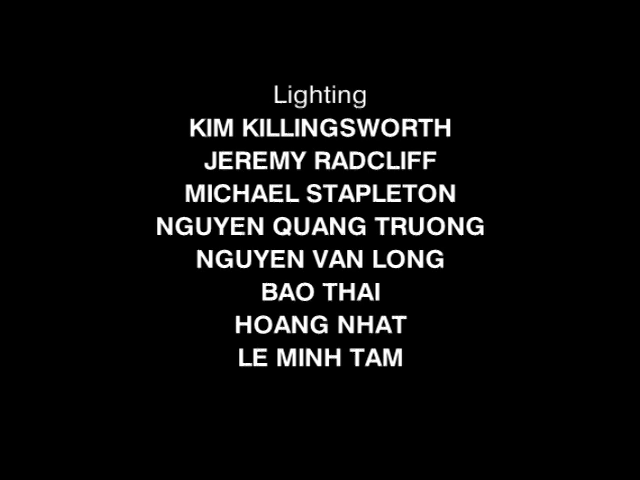 Lighting
KIM KILLINGSWORTH
JEREMY RADCLIFF
MICHAEL STAPLETON
NGUYEN QUANG TRUONG
NGUYEN VAN LONG
BAO THAI
HOANG NHAT
LE MINH TAM